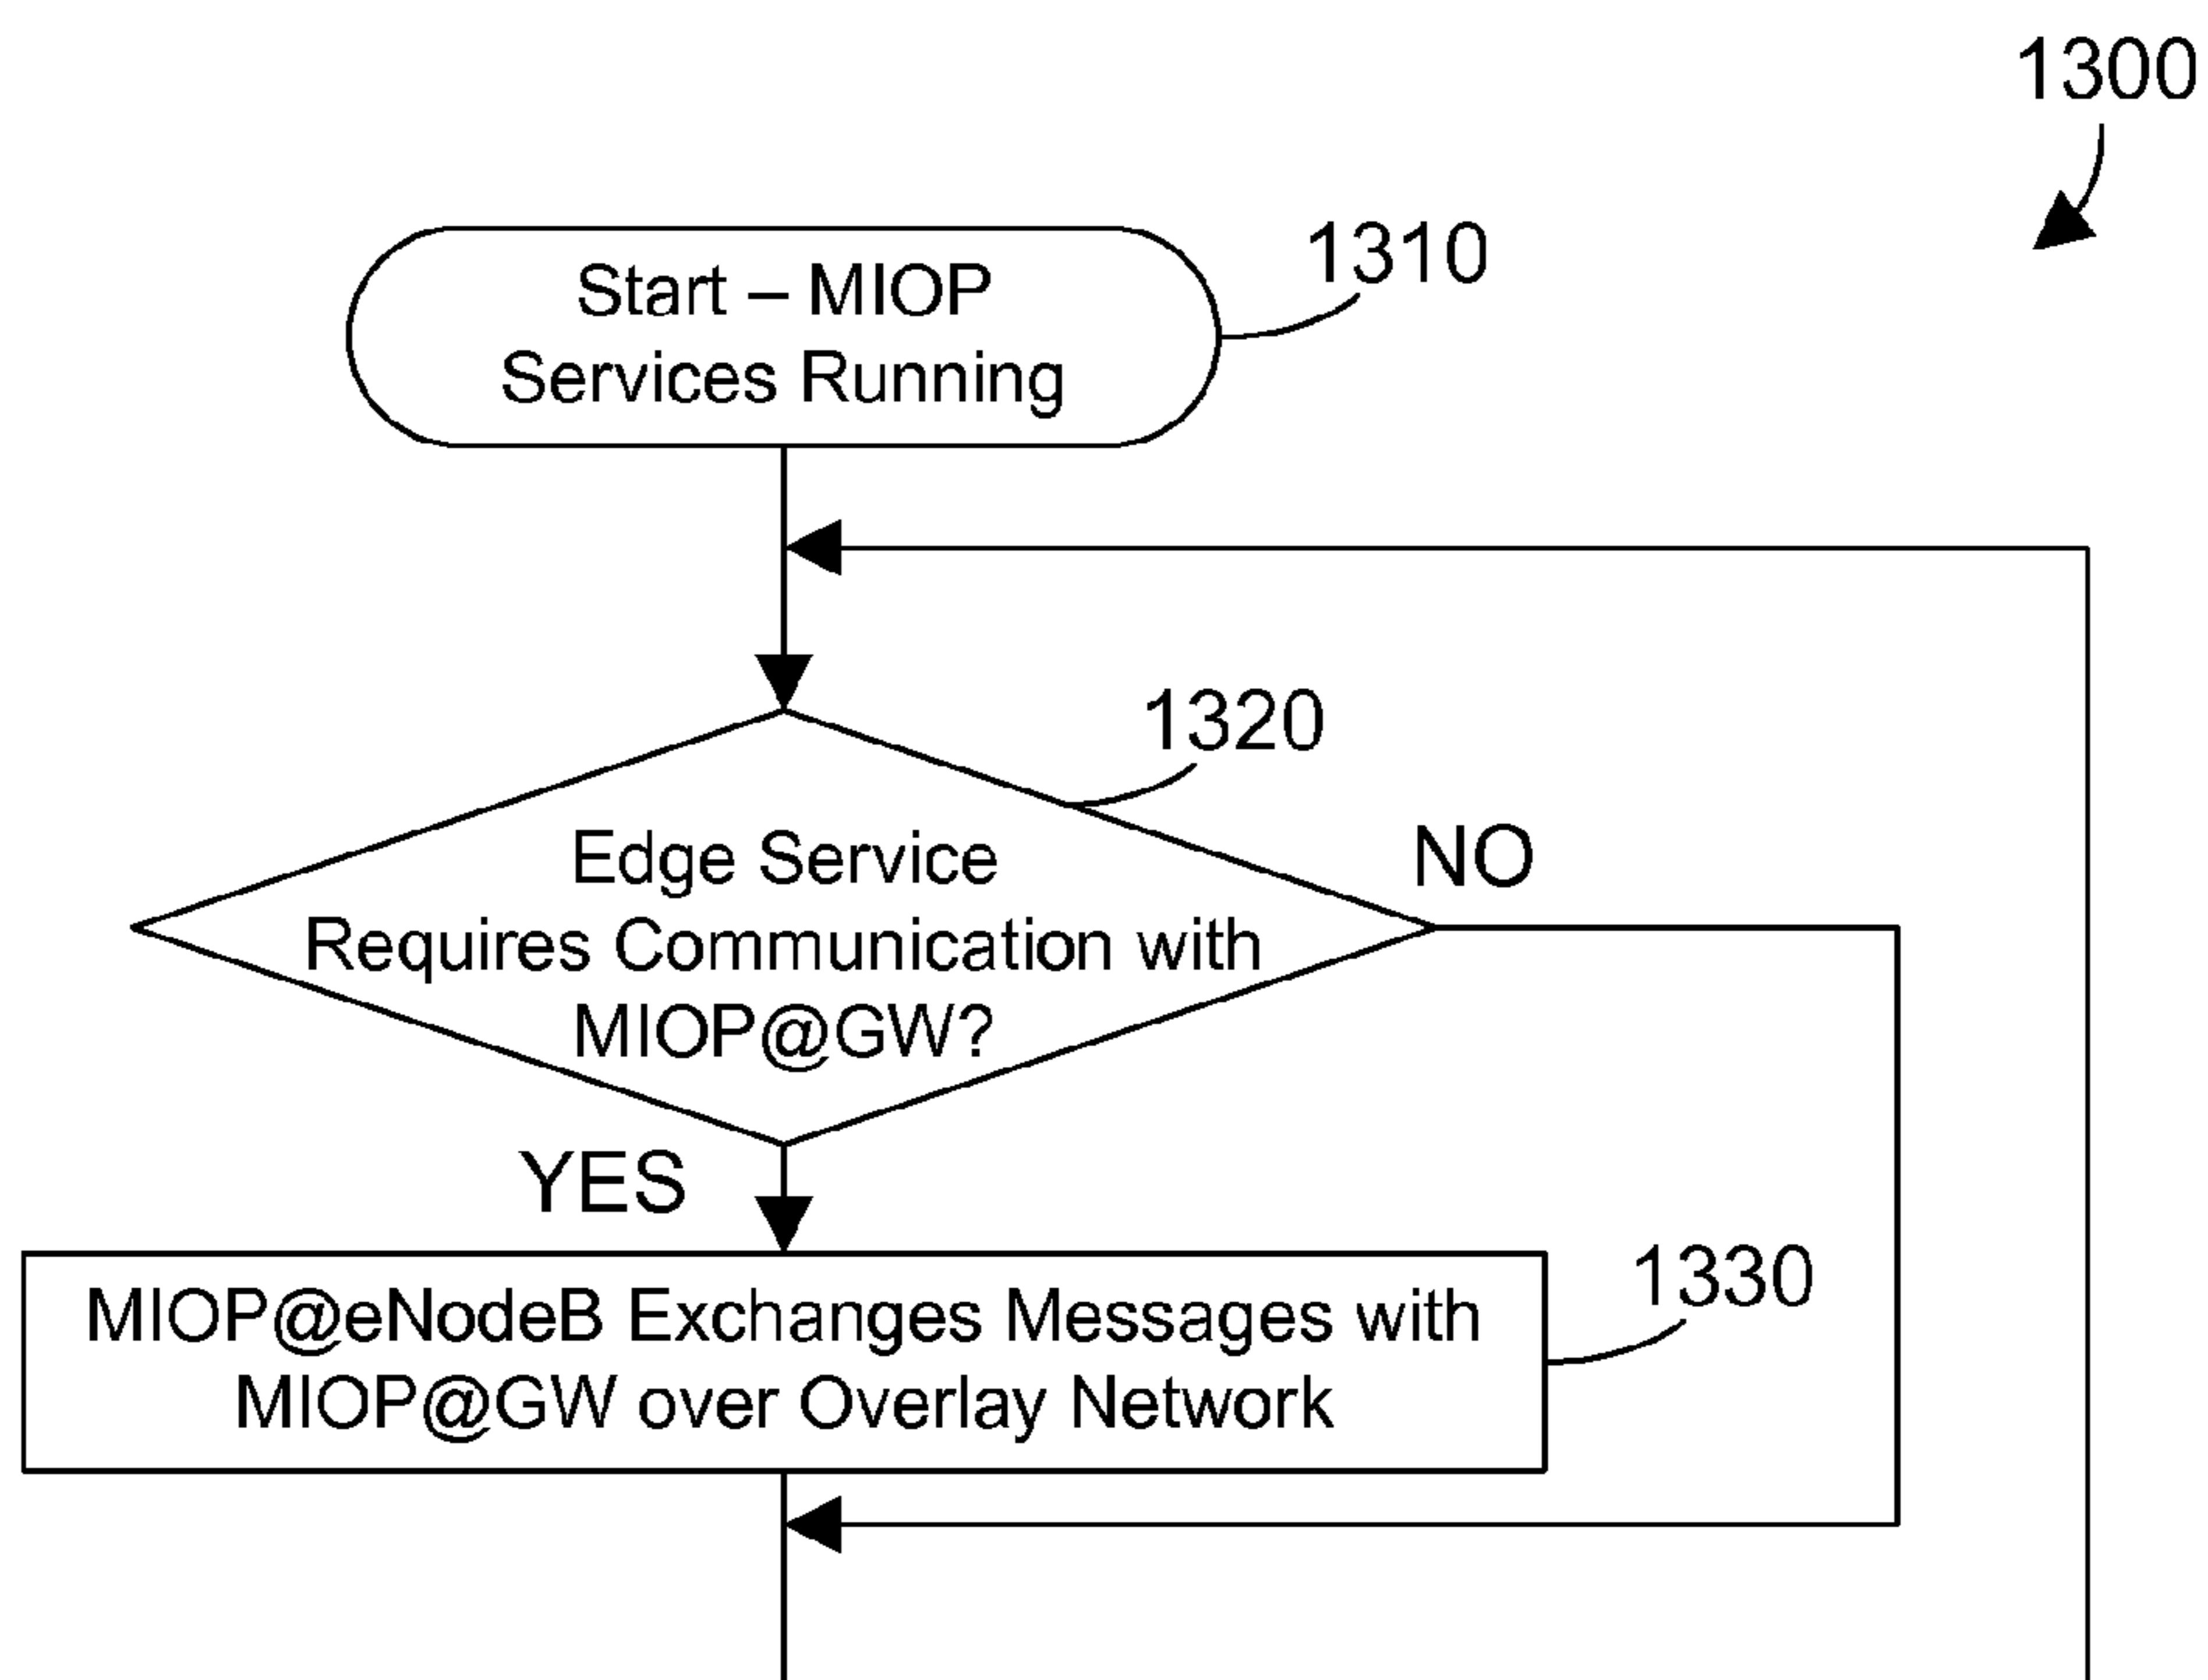 1300
Start – MIOP
Services Running
1310
1320
Edge Service
Requires Communication with
MIOP@GW?
NO
YES
MIOP@eNodeB Exchanges Messages with
MIOP@GW over Overlay Network
1330